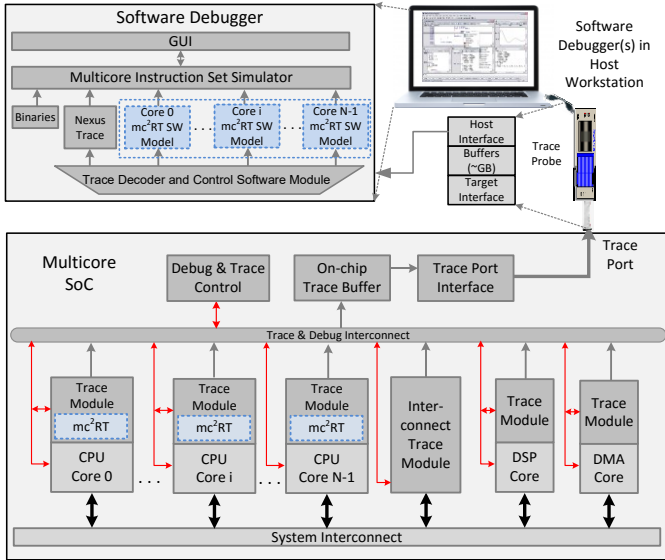 Software Debugger
GUI
Multicore Instruction Set Simulator
Binaries
Nexus
Trace
Core 0
mc²RT SW
Model
. . .
Core i
mc²RT SW
Model
. . .
Core N-1
mc²RT SW
Model
Trace Decoder and Control Software Module
Software
Debugger(s) in
Host
Workstation
Host
Interface
Buffers
(~GB)
Target
Interface
Trace
Probe
Trace
Port
Multicore
SoC
Debug & Trace
Control
On-chip
Trace Buffer
Trace Port
Interface
Trace & Debug Interconnect
Trace
Module
mc²RT
CPU
Core 0
. . .
Trace
Module
mc²RT
CPU
Core i
. . .
Trace
Module
mc²RT
CPU
Core N-1
Inter-
connect
Trace
Module
Trace
Module
DSP
Core
Trace
Module
DMA
Core
System Interconnect